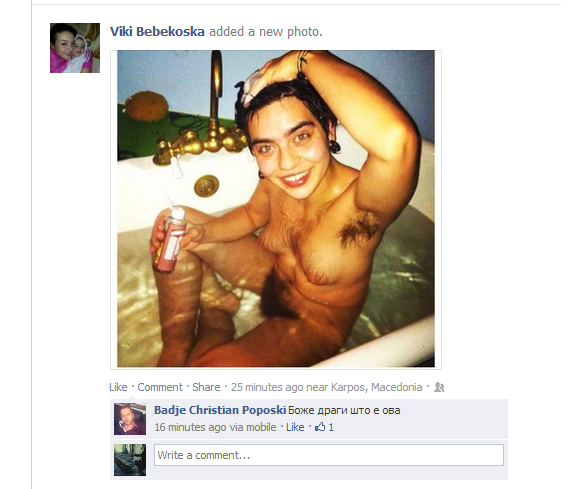 Viki Bebekoska added a new photo.
Like · Comment · Share · 25 minutes ago near Karpos, Macedonia ·
Badje Christian Poposki Боже драги што е ова
16 minutes ago via mobile · Like · 1
Write a comment...